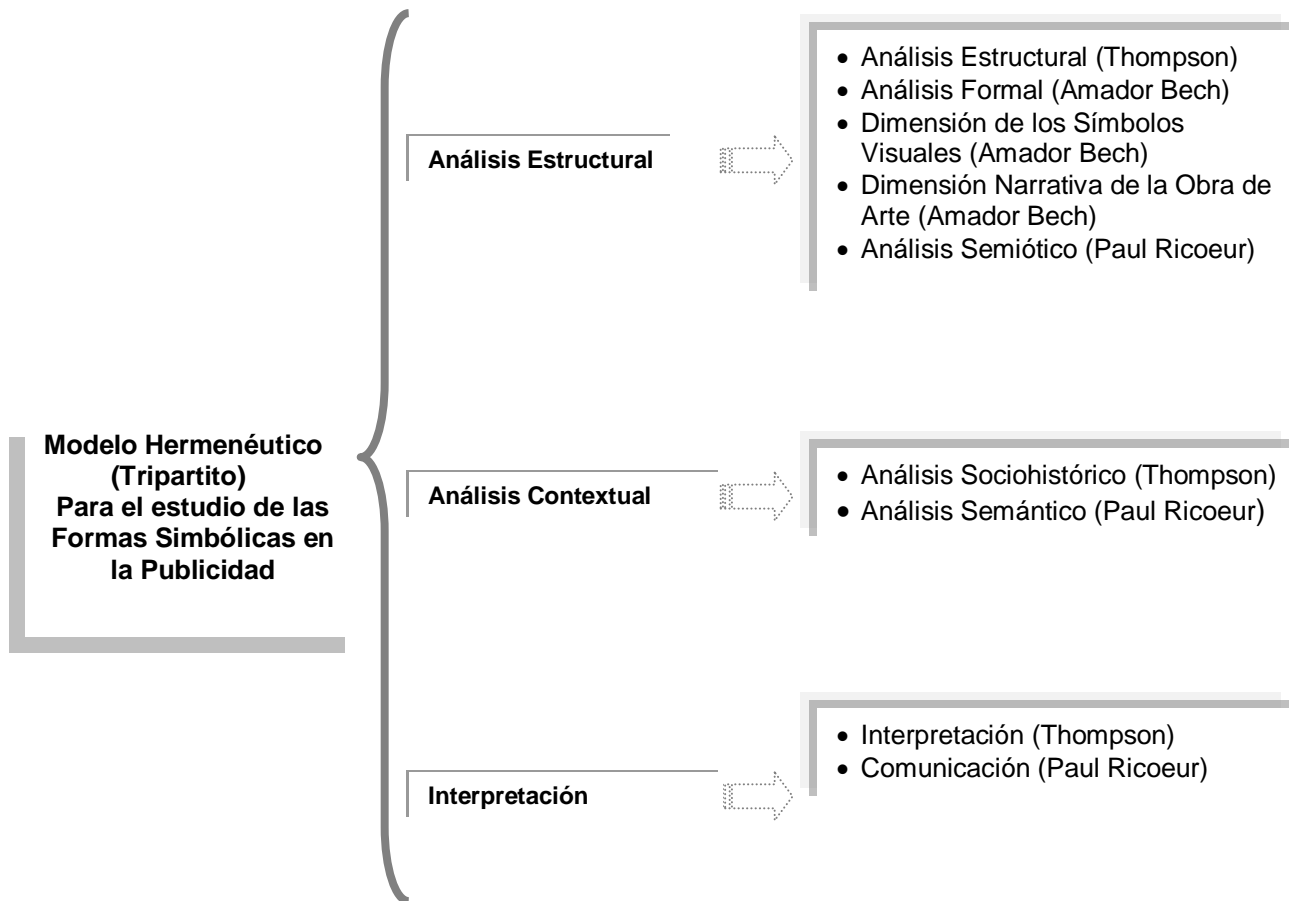 Modelo Hermenéutico
(Tripartito)
Para el estudio de las
Formas Simbólicas en
la Publicidad
Análisis Estructural
• Análisis Estructural (Thompson)
• Análisis Formal (Amador Bech)
• Dimensión de los Símbolos
Visuales (Amador Bech)
• Dimensión Narrativa de la Obra de
Arte (Amador Bech)
• Análisis Semiótico (Paul Ricoeur)
Análisis Contextual
• Análisis Sociohistórico (Thompson)
• Análisis Semántico (Paul Ricoeur)
Interpretación
• Interpretación (Thompson)
• Comunicación (Paul Ricoeur)